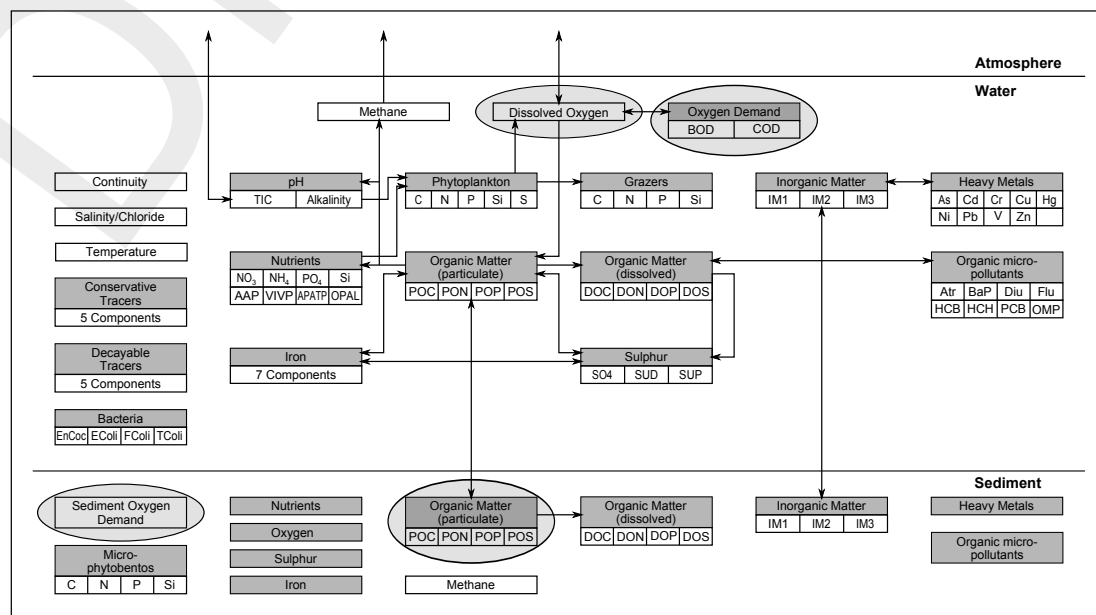 Atmosphere
Water
Methane
Dissolved Oxygen
Oxygen Demand
BOD COD
Continuity
pH
TIC Alkalinity
Phytoplankton
C N P Si S
Grazers
C N P Si
Inorganic Matter
IM1 IM2 IM3
Heavy Metals
As Cd Cr Cu Hg
Ni Pb V Zn
Salinity/Chloride
Temperature
Nutrients
NO₃ NH₄ PO₄ Si
AAP VIVP APATP OPAL
Organic Matter
(particulate)
POC PON POP POS
Organic Matter
(dissolved)
DOC DON DOP DOS
Organic micro-
pollutants
Atr BaP Diu Flu
HCB HCH PCB OMP
Conservative
Tracers
5 Components
Decayable
Tracers
5 Components
Iron
7 Components
Sulphur
SO4 SUD SUP
Bacteria
EnCoc EColi FColi TColi
Sediment
Sediment Oxygen
Demand
Nutrients
Oxygen
Sulphur
Iron
Organic Matter
(particulate)
POC PON POP POS
Organic Matter
(dissolved)
DOC DON DOP DOS
Inorganic Matter
IM1 IM2 IM3
Heavy Metals
Organic micro-
pollutants
Micro-
phytobentos
C N P Si
Methane